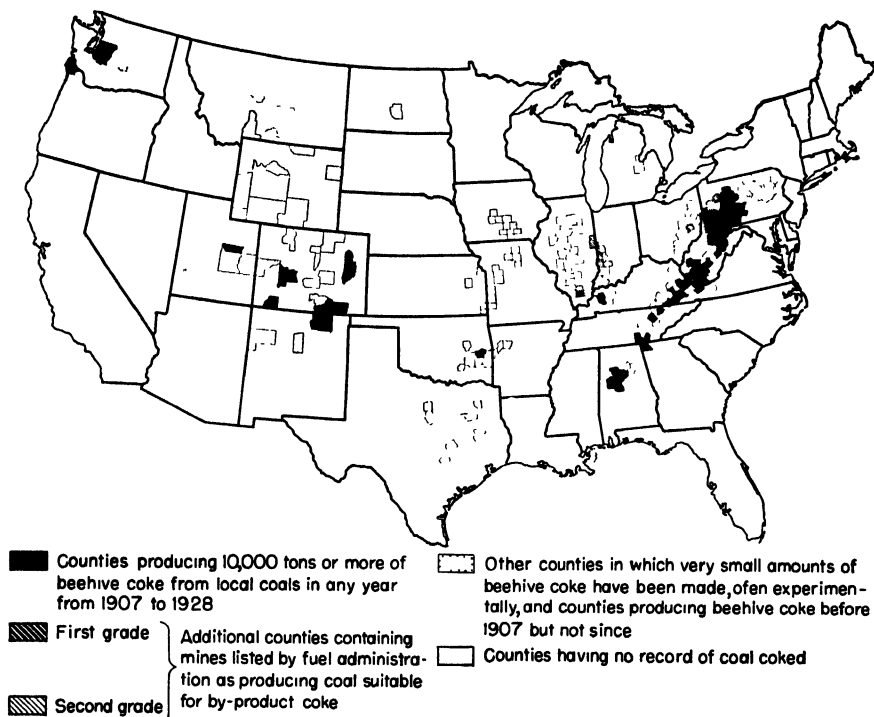 Counties producing 10,000 tons or more of
beehive coke from local coals in any year
from 1907 to 1928
First grade
Second grade
Additional counties containing
mines listed by fuel administra-
tion as producing coal suitable
for by-product coke
Other counties in which very small amounts of
beehive coke have been made, ofen experimen-
tally, and counties producing beehive coke before
1907 but not since
Counties having no record of coal coked